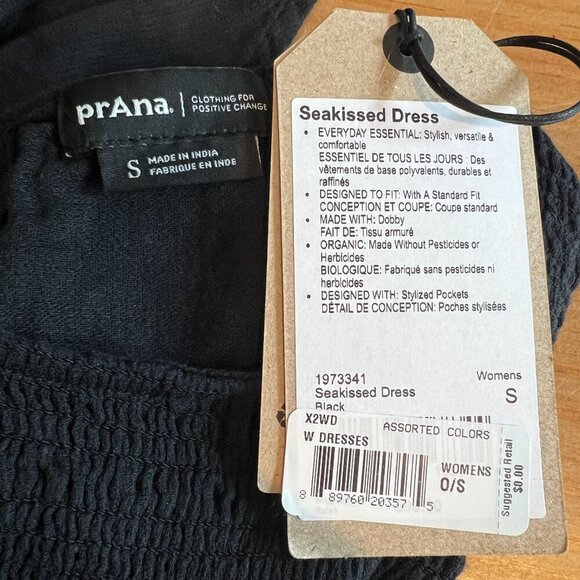 prAna.
CLOTHING FOR
POSITIVE CHANGE
S
MADE IN INDIA
FABRIQUE EN INDE
Seakissed Dress
• EVERYDAY ESSENTIAL: Stylish, versatile &
comfortable
ESSENTIEL DE TOUS LES JOURS : Des
vêtements de base polyvalents, durables et
raffinés
• DESIGNED TO FIT: With A Standard Fit
CONCEPTION ET COUPE: Coupe standard
• MADE WITH: Dobby
FAIT DE: Tissu armuré
• ORGANIC: Made Without Pesticides or
Herbicides
BIOLOGIQUE: Fabriqué sans pesticides ni
herbicides
• DESIGNED WITH: Stylized Pockets
DÉTAIL DE CONCEPTION: Poches stylisées
1973341 Womens
Seakissed Dress S
Black
X2WD ASSORTED COLORS
W DRESSES
WOMENS
O/S
8 89760 20357 5
Suggested Retail
$0.00